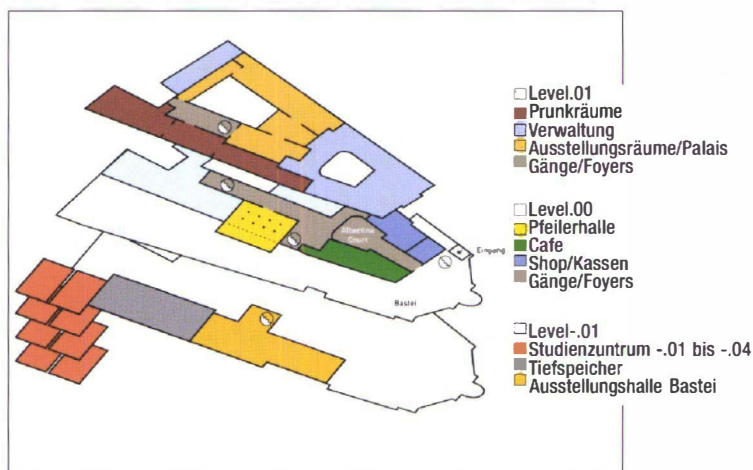 Level.01
Prunkräume
Verwaltung
Ausstellungsräume/Palais
Gänge/Foyers
Level.00
Pfeilerhalle
Cafe
Shop/Kassen
Gänge/Foyers
Albertina
Court
Eingang
Bastei
Level-.01
Studienzuntrum -.01 bis -.04
Tiefspeicher
Ausstellungshalle Bastei